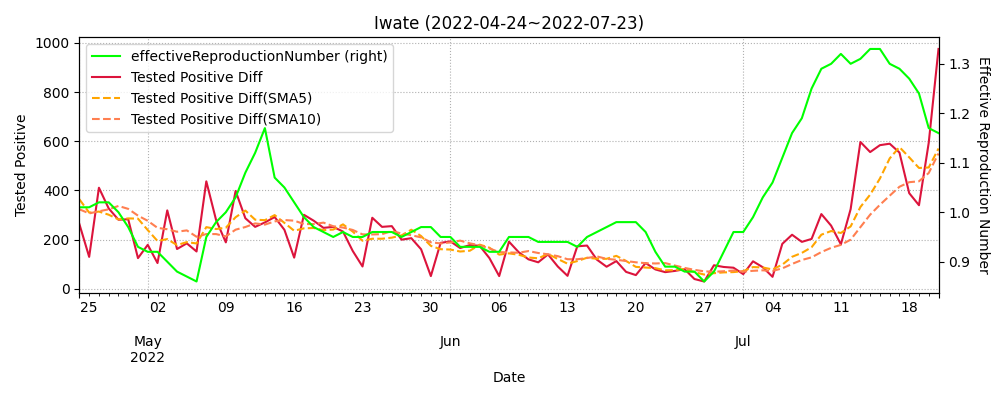 Iwate (2022-04-24~2022-07-23)
effectiveReproductionNumber (right)
Tested Positive Diff
Tested Positive Diff(SMA5)
Tested Positive Diff(SMA10)
Tested Positive
1000
800
600
400
200
0
Effective Reproduction Number
1.3
1.2
1.1
1.0
0.9
25 02 09 16 23 30 06 13 20 27 04 11 18
May Jun Jul
2022
Date